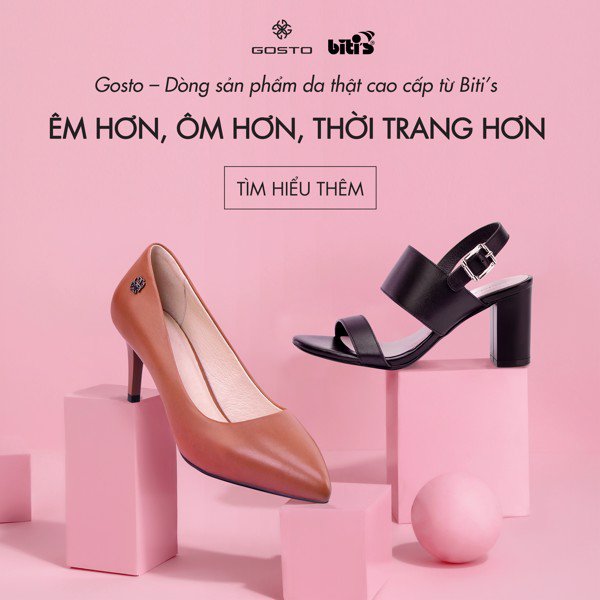 GOSTO biti's
Gosto – Dòng sản phẩm da thật cao cấp từ Biti's
ÊM HƠN, ÔM HƠN, THỜI TRANG HƠN
TÌM HIỂU THÊM